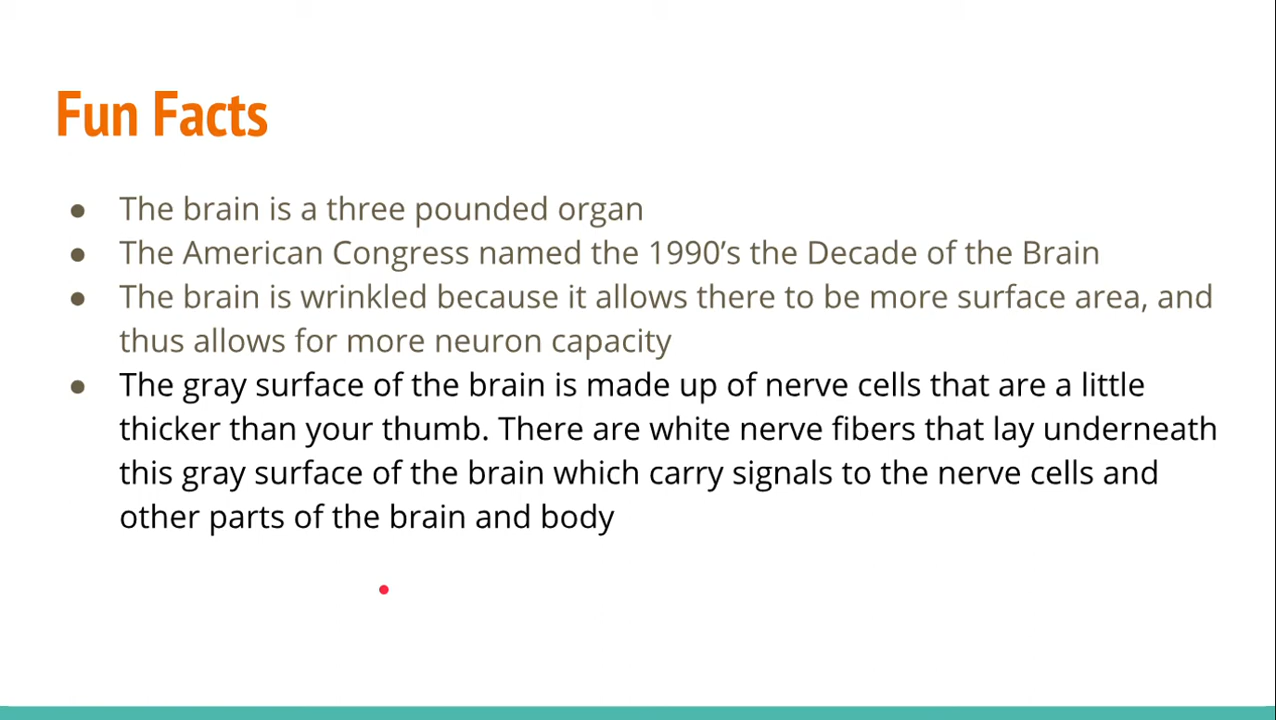 Fun Facts
● The brain is a three pounded organ
● The American Congress named the 1990’s the Decade of the Brain
● The brain is wrinkled because it allows there to be more surface area, and
thus allows for more neuron capacity
● The gray surface of the brain is made up of nerve cells that are a little
thicker than your thumb. There are white nerve fibers that lay underneath
this gray surface of the brain which carry signals to the nerve cells and
other parts of the brain and body